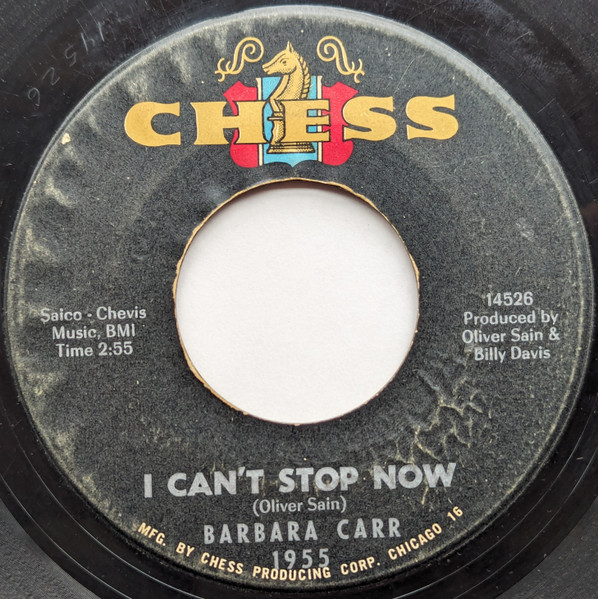 CHESS
Saico - Chevis
Music, BMI
Time 2:55
14526
Produced by
Oliver Sain &
Billy Davis
I CAN'T STOP NOW
(Oliver Sain)
BARBARA CARR
1955
MFG. BY CHESS PRODUCING CORP. CHICAGO 16